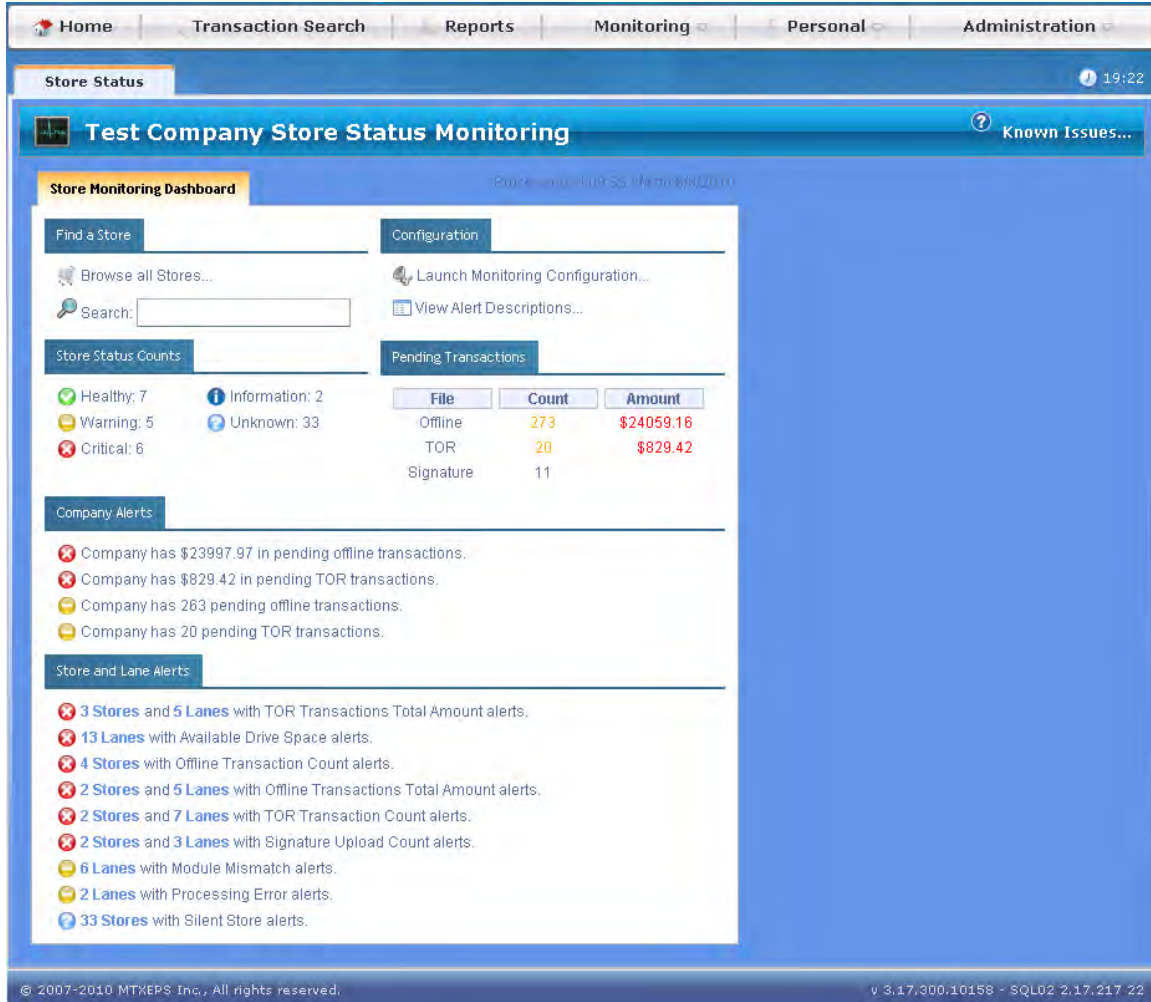 Home Transaction Search Reports Monitoring Personal Administration
Store Status 19:22
Test Company Store Status Monitoring Known Issues...
Store Monitoring Dashboard
Find a Store Configuration
Browse all Stores... Launch Monitoring Configuration...
Search: View Alert Descriptions...
Store Status Counts Pending Transactions
Healthy: 7 Information: 2 File Count Amount
Warning: 5 Unknown: 33 Offline 273 $24059.16
Critical: 6 TOR 20 $829.42
Signature 11
Company Alerts
Company has $23997.97 in pending offline transactions.
Company has $829.42 in pending TOR transactions.
Company has 263 pending offline transactions.
Company has 20 pending TOR transactions.
Store and Lane Alerts
3 Stores and 5 Lanes with TOR Transactions Total Amount alerts.
13 Lanes with Available Drive Space alerts.
4 Stores with Offline Transaction Count alerts.
2 Stores and 5 Lanes with Offline Transactions Total Amount alerts.
2 Stores and 7 Lanes with TOR Transaction Count alerts.
2 Stores and 3 Lanes with Signature Upload Count alerts.
6 Lanes with Module Mismatch alerts.
2 Lanes with Processing Error alerts.
33 Stores with Silent Store alerts.
© 2007-2010 MTXEPS Inc., All rights reserved. v 3.17.300.10158 - SQL02 2.17.217 22